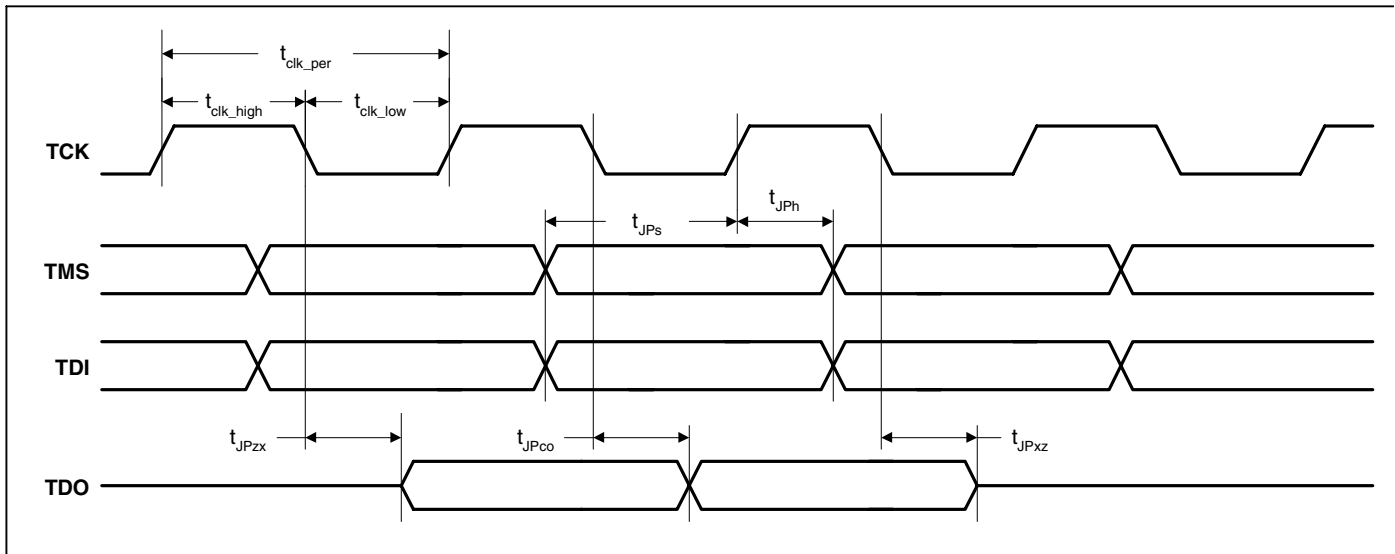 t_clk_per
t_clk_high t_clk_low
TCK
t_JPs t_JPh
TMS
TDI
t_JPzx t_JPco t_JPxz
TDO